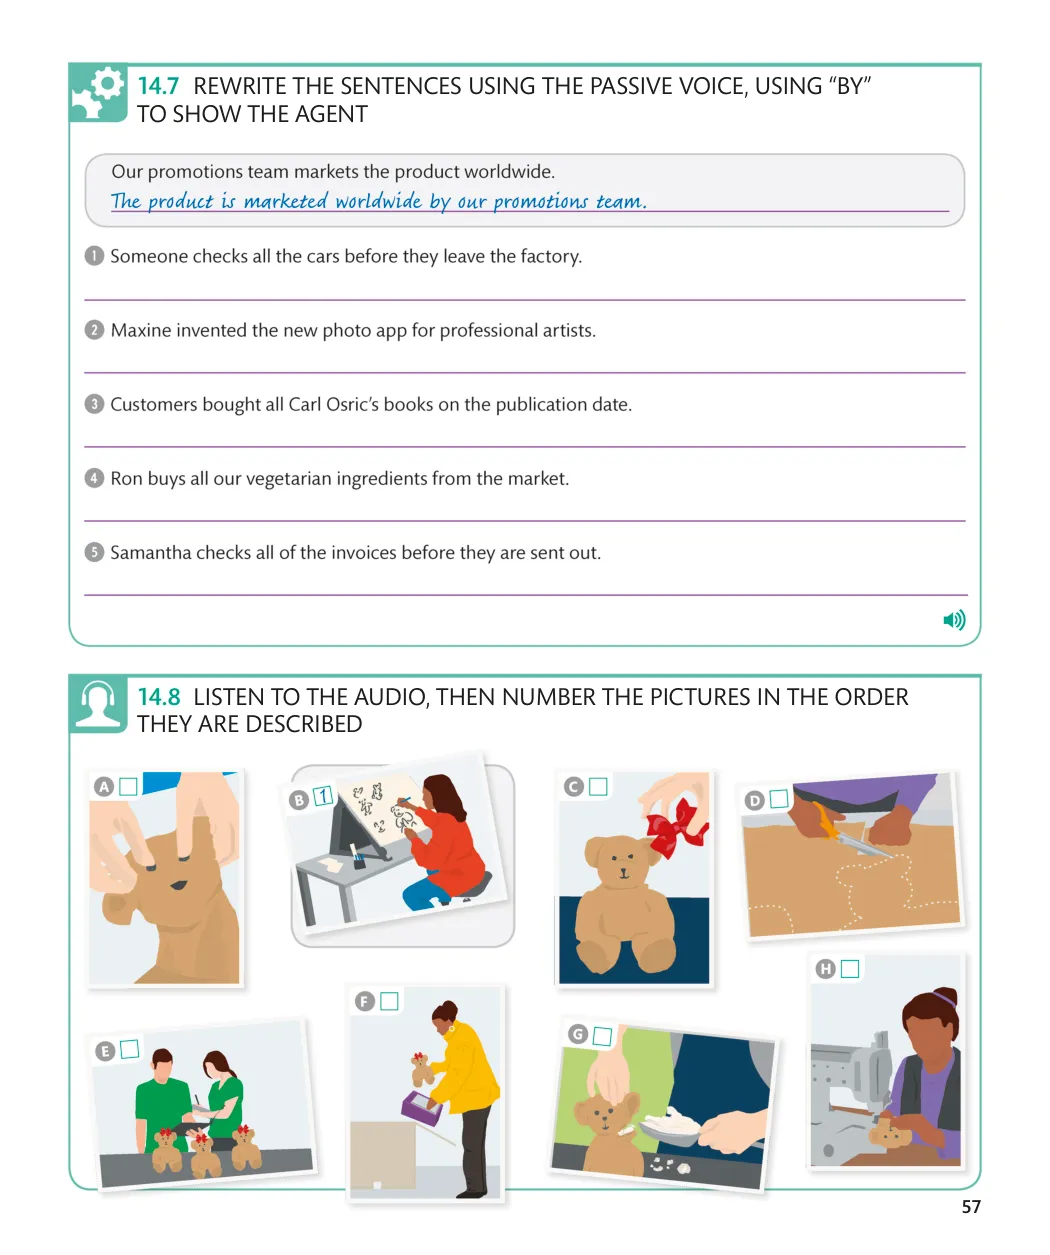 14.7 REWRITE THE SENTENCES USING THE PASSIVE VOICE, USING “BY”
TO SHOW THE AGENT
Our promotions team markets the product worldwide.
The product is marketed worldwide by our promotions team.
1 Someone checks all the cars before they leave the factory.
2 Maxine invented the new photo app for professional artists.
3 Customers bought all Carl Osric’s books on the publication date.
4 Ron buys all our vegetarian ingredients from the market.
5 Samantha checks all of the invoices before they are sent out.
14.8 LISTEN TO THE AUDIO, THEN NUMBER THE PICTURES IN THE ORDER
THEY ARE DESCRIBED
A
B 1
C
D
E
F
G
H
57